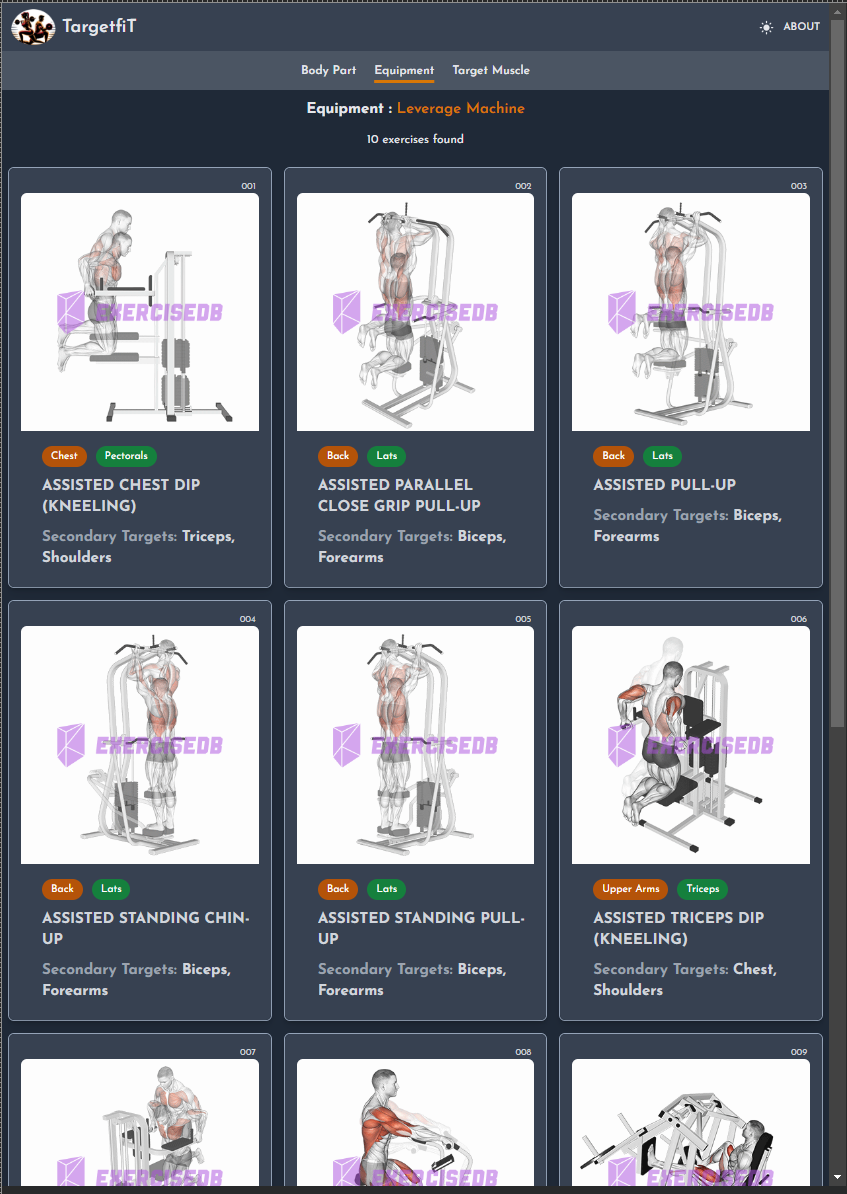 TargetfiT
ABOUT
Body Part Equipment Target Muscle
Equipment : Leverage Machine
10 exercises found
001
EXERCISEDB
Chest Pectorals
ASSISTED CHEST DIP
(KNEELING)
Secondary Targets: Triceps,
Shoulders
002
EXERCISEDB
Back Lats
ASSISTED PARALLEL
CLOSE GRIP PULL-UP
Secondary Targets: Biceps,
Forearms
003
EXERCISEDB
Back Lats
ASSISTED PULL-UP
Secondary Targets: Biceps,
Forearms
004
EXERCISEDB
Back Lats
ASSISTED STANDING CHIN-
UP
Secondary Targets: Biceps,
Forearms
005
EXERCISEDB
Back Lats
ASSISTED STANDING PULL-
UP
Secondary Targets: Biceps,
Forearms
006
EXERCISEDB
Upper Arms Triceps
ASSISTED TRICEPS DIP
(KNEELING)
Secondary Targets: Chest,
Shoulders
007
EXERCISEDB
008
EXERCISEDB
009
EXERCISEDB